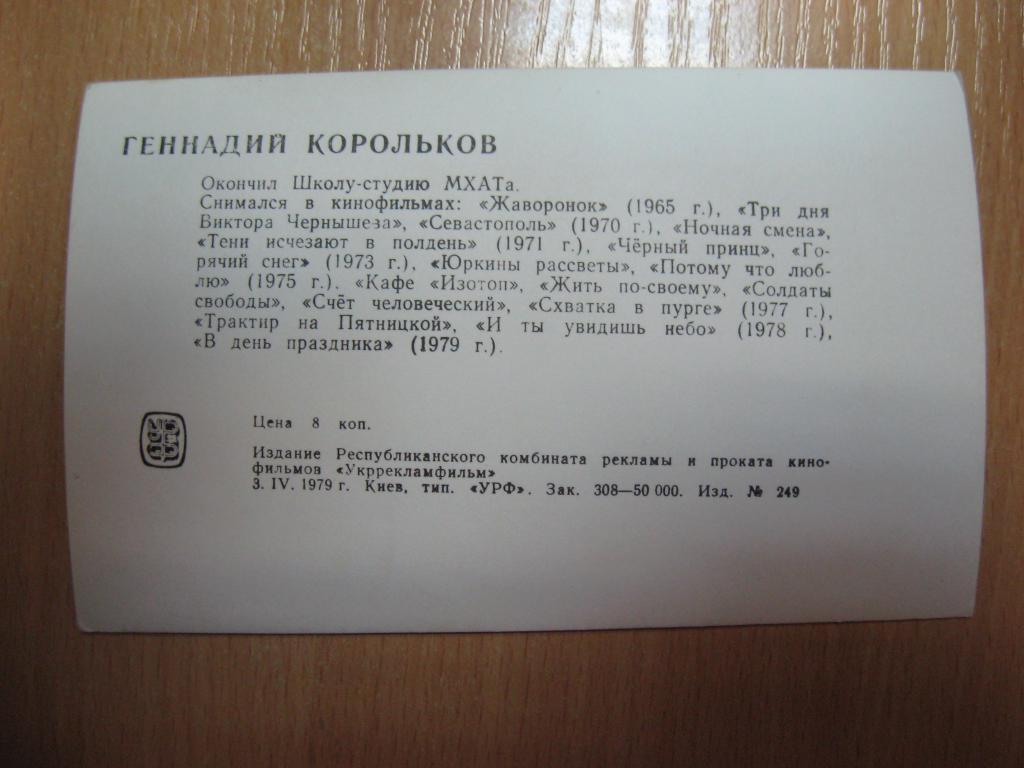 ГЕННАДИЙ КОРОЛЬКОВ
Окончил Школу-студию МХАТа.
Снимался в кинофильмах: «Жаворонок» (1965 г.), «Три дня
Виктора Чернышева», «Севастополь» (1970 г.), «Ночная смена»,
«Тени исчезают в полдень» (1971 г.), «Чёрный принц», «Го-
рячий снег» (1973 г.), «Юркины рассветы», «Потому что люб-
лю» (1975 г.). «Кафе «Изотоп», «Жить по-своему», «Солдаты
свободы», «Счёт человеческий», «Схватка в пурге» (1977 г.),
«Трактир на Пятницкой», «И ты увидишь небо» (1978 г.),
«В день праздника» (1979 г.).
Цена 8 коп.
Издание Республиканского комбината рекламы и проката кино-
фильмов «Укррекламфильм»
3. IV. 1979 г. Киев, тип. «УРФ». Зак. 308—50 000. Изд. № 249